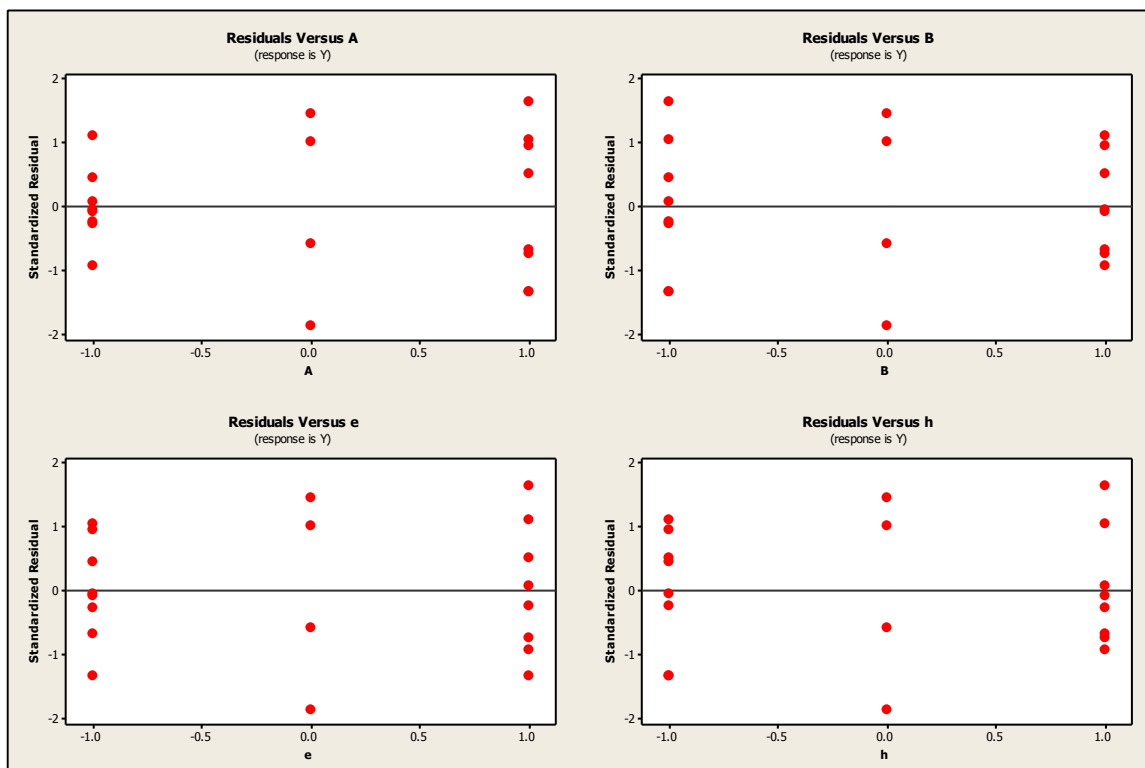 Residuals Versus A
(response is Y)
Standardized Residual
2
1
0
-1
-2
-1.0 -0.5 0.0 0.5 1.0
A
Residuals Versus B
(response is Y)
Standardized Residual
2
1
0
-1
-2
-1.0 -0.5 0.0 0.5 1.0
B
Residuals Versus e
(response is Y)
Standardized Residual
2
1
0
-1
-2
-1.0 -0.5 0.0 0.5 1.0
e
Residuals Versus h
(response is Y)
Standardized Residual
2
1
0
-1
-2
-1.0 -0.5 0.0 0.5 1.0
h